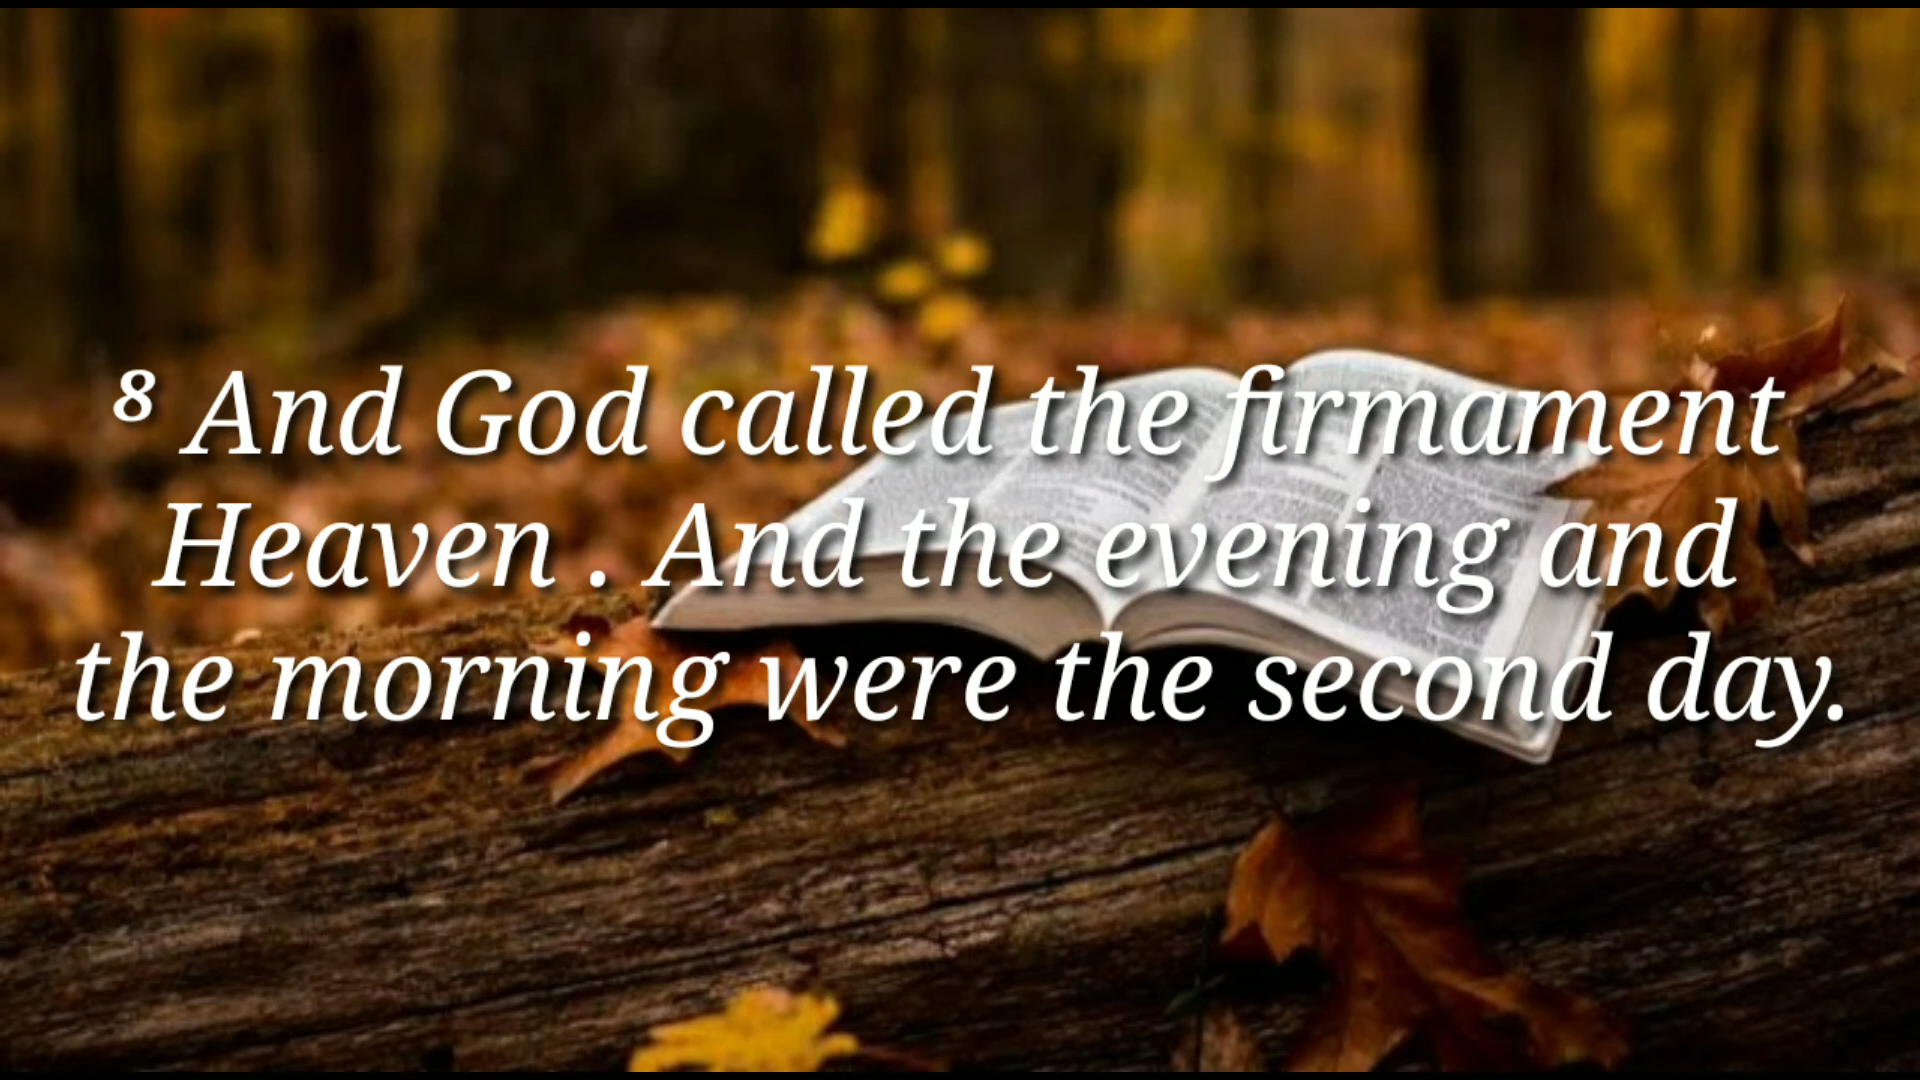 ⁸ And God called the firmament
Heaven . And the evening and
the morning were the second day.